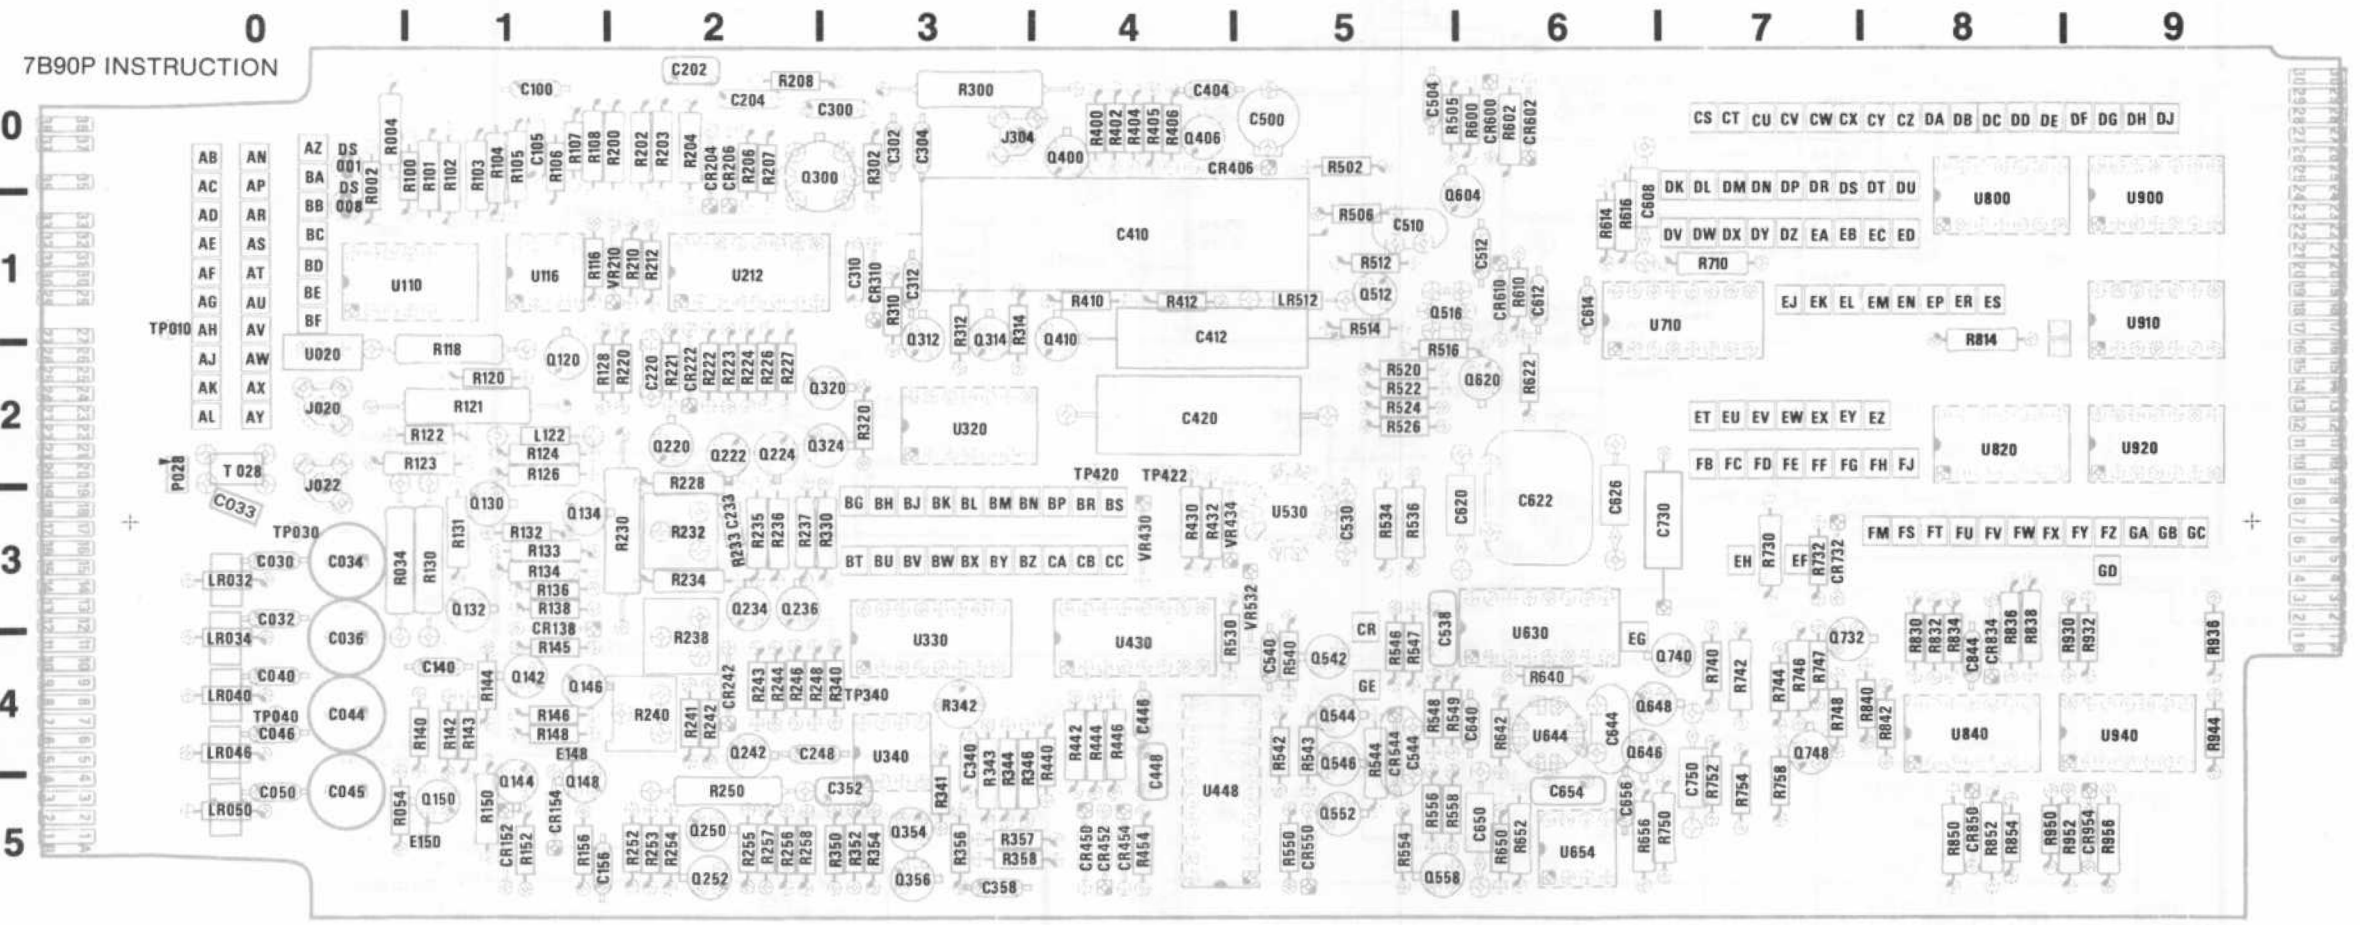 0 1 2 3 4 5 6 7 8 9
7B90P INSTRUCTION
C202 R208 C100 C204 C300 R300 C404 C500 C504 R505 R600 CR600 R602 CR602
0
R004 R104 R105 C105 R107 R108 R200 R202 R203 R204 CR204 CR206 R206 R207 Q300 R302 C302 C304 J304 Q400 R400 R402 R404 R405 R406 Q406 CR406 R502
CS CT CU CV CW CX CY CZ DA DB DC DD DE DF DG DH DJ
AB AN AZ DS 001 R002 R100 R101 R102 R103 R106
AC AP BA DS 008
DK DL DM DN DP DR DS DT DU U800 U900
AD AR BB Q604 R506 C510 R614 R616 C608
AE AS BC C410 C512
DV DW DX DY DZ EA EB EC ED
1
AF AT BD U110 U116 R116 VR210 R210 R212 U212 C310 CR310 R310 C312 R512 R710
AG AU BE R410 R412 LR512 Q512 CR610 R610 C612 C614
EJ EK EL EM EN EP ER ES
TP010 AH AV BF Q312 R312 Q314 R314 Q410 C412 R514 Q516 U710 R814 U910
AJ AW U020 R118 Q120 R128 R220 C220 R221 CR222 R222 R223 R224 R226 R227 R516
AK AX R120 Q320 R520 R522 Q620 R622
2
AL AY J020 R121 R320 U320 C420 R524 R526
ET EU EV EW EX EY EZ
R122 L122 R124 Q220 Q222 Q224 Q324 U820 U920
P028 T 028 J022 R123 R126 R228 TP420 TP422
FB FC FD FE FF FG FH FJ
C033 Q130 Q134 R230 R232 R233 C233 R235 R236 R237 R330
BG BH BJ BK BL BM BN BP BR BS VR430 R430 R432 VR434 U530 C530 R534 R536 C620 C622 C626 C730
3
TP030 C034 R034 R130 R131 R132 R133 R134
R730 R732 CR732 FM FS FT FU FV FW FX FY FZ GA GB GC
C030 LR032 R234
BT BU BV BW BX BY BZ CA CB CC EH EF GD
R136 R138 Q132 Q234 Q236 VR532
C032 LR034 C036 CR138 R145 R238 U330 U430 R530 C540 R540 Q542 CR R546 R547 C538 U630 EG Q740 R740 R742 R744 R746 R747 Q732 R830 R832 R834 C844 CR834 R836 R838 R930 R932 R936
C040 LR040 C140 R144 Q142 Q146 CR242 R243 R244 R246 R248 R340 TP340 GE R640
4
TP040 C046 C044 R140 R142 R143 R146 R148 R240 R241 R242 R342 C446 Q544 R548 R549 C640 R642 U644 C644 Q648 R748 R840 R842 U840 U940 R944
LR046 E148 Q242 C248 U340 C340 R343 R344 R346 R440 R442 R444 R446 C448 R542 R543 Q546 R544 CR544 C544 Q646 Q748
C050 C045 Q144 Q148 R250 C352 R341 U448 C654 C656 C750 R752 R754 R758
LR050 R054 Q150 R150 CR154 Q552 R556 R558 C650 R750
5
E150 CR152 R152 R156 C156 R252 R253 R254 Q250 R255 R257 R256 R258 R350 R352 R354 Q354 R356 R357 R358 CR450 CR452 CR454 R454 R550 CR550 R554 R650 R652 U654 R656 R850 CR850 R852 R854 R950 R952 CR954 R956
Q252 Q356 C358 Q558